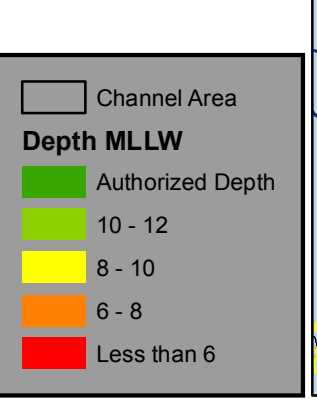 Channel Area
Depth MLLW
Authorized Depth
10 - 12
8 - 10
6 - 8
Less than 6